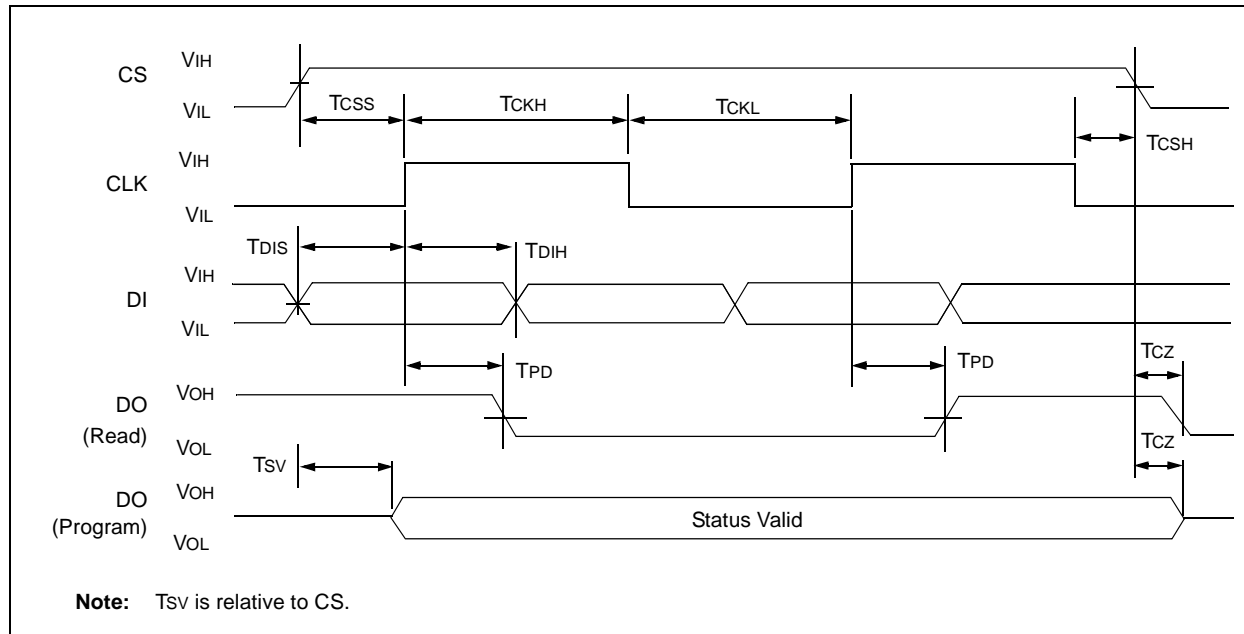 CS
VIH
VIL
TCSS
TCKH
TCKL
TCSH
CLK
VIH
VIL
TDIS
TDIH
DI
VIH
VIL
TPD
TPD
TCZ
DO
(Read)
VOH
VOL
TCZ
TSV
DO
(Program)
VOH
VOL
Status Valid
Note: TSV is relative to CS.